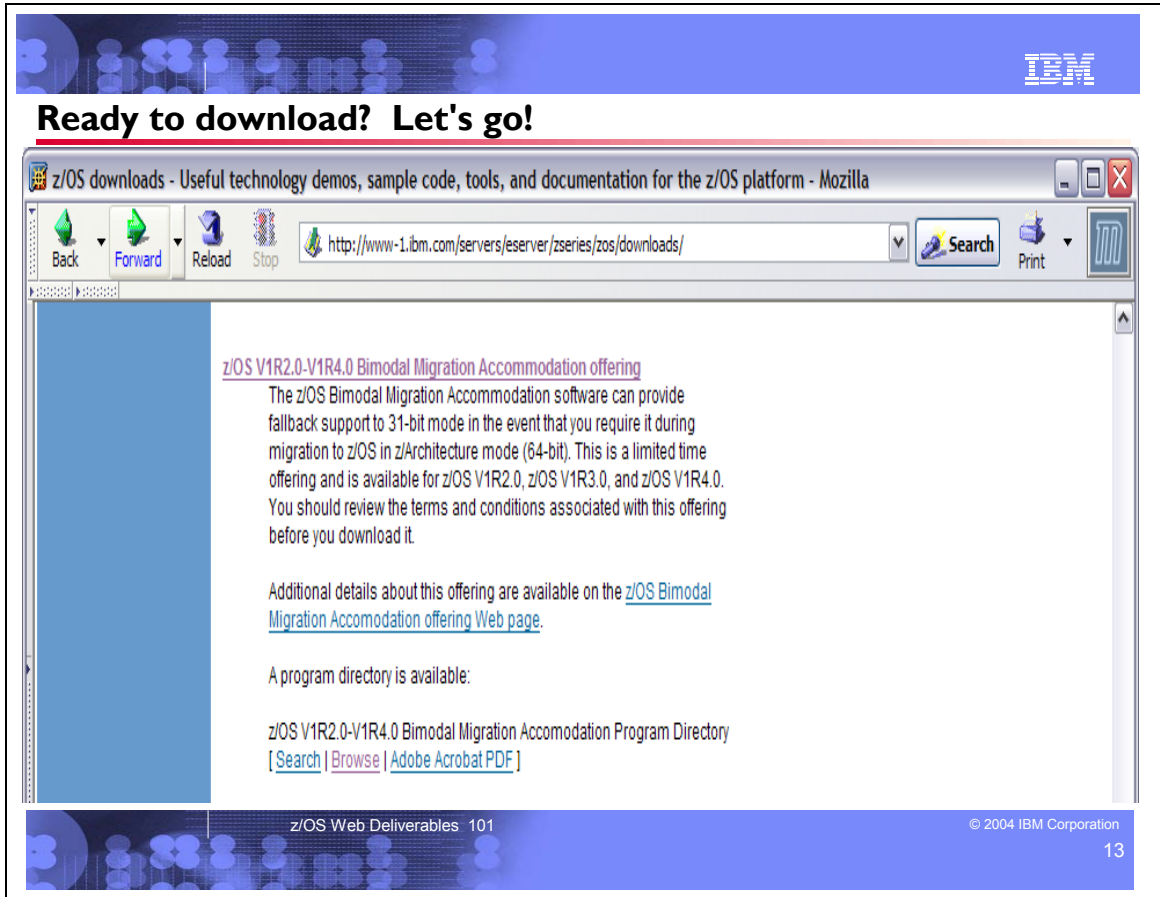 IBM
Ready to download? Let's go!
z/OS downloads - Useful technology demos, sample code, tools, and documentation for the z/OS platform - Mozilla
Back
Forward
Reload
Stop
http://www-1.ibm.com/servers/eserver/zseries/zos/downloads/
Search
Print
z/OS V1R2.0-V1R4.0 Bimodal Migration Accommodation offering
The z/OS Bimodal Migration Accommodation software can provide
fallback support to 31-bit mode in the event that you require it during
migration to z/OS in z/Architecture mode (64-bit). This is a limited time
offering and is available for z/OS V1R2.0, z/OS V1R3.0, and z/OS V1R4.0.
You should review the terms and conditions associated with this offering
before you download it.
Additional details about this offering are available on the z/OS Bimodal
Migration Accomodation offering Web page.
A program directory is available:
z/OS V1R2.0-V1R4.0 Bimodal Migration Accomodation Program Directory
[ Search | Browse | Adobe Acrobat PDF ]
z/OS Web Deliverables 101
© 2004 IBM Corporation
13